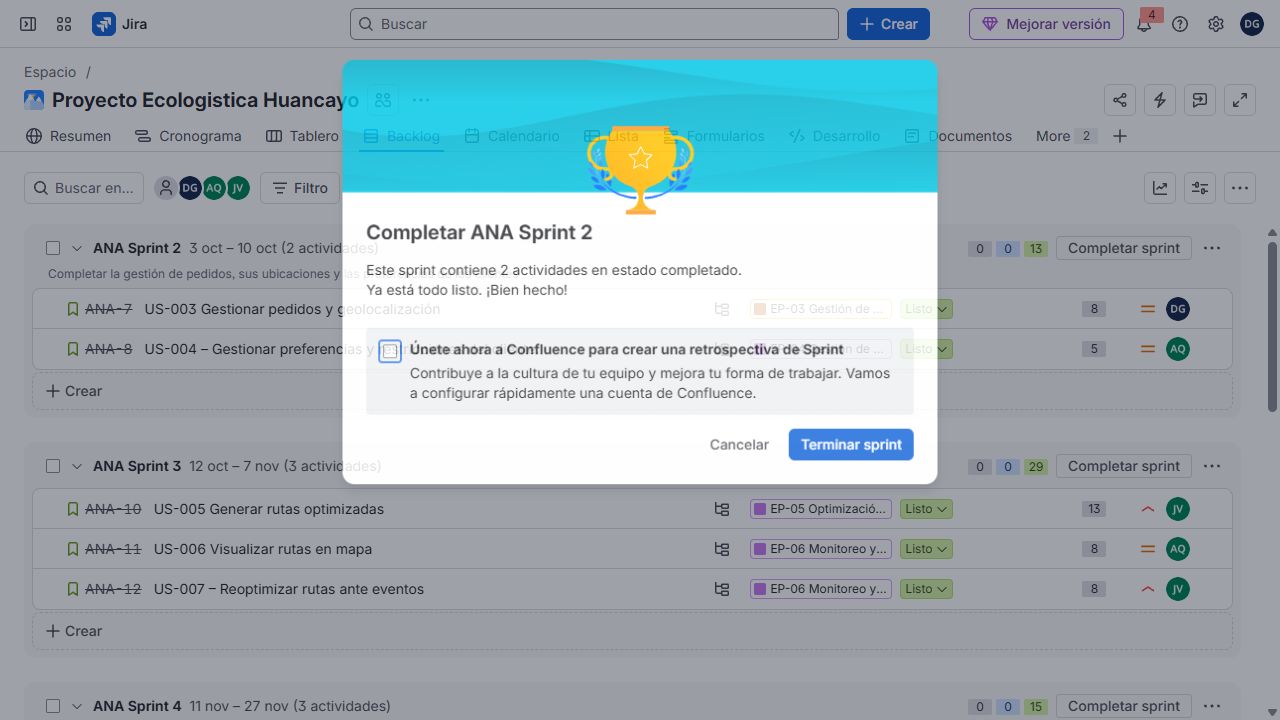 Jira
Buscar
Crear
Mejorar versión
4
DG
Espacio /
Proyecto Ecologistica Huancayo
Resumen
Cronograma
Tablero
Backlog
Calendario
Lista
Formularios
Desarrollo
Documentos
More 2
Buscar en...
DG AQ JV
Filtro
Completar ANA Sprint 2
Este sprint contiene 2 actividades en estado completado.
Ya está todo listo. ¡Bien hecho!
Únete ahora a Confluence para crear una retrospectiva de Sprint
Contribuye a la cultura de tu equipo y mejora tu forma de trabajar. Vamos
a configurar rápidamente una cuenta de Confluence.
Cancelar
Terminar sprint
ANA Sprint 2 3 oct – 10 oct (2 actividades) 0 0 13 Completar sprint
Completar la gestión de pedidos, sus ubicaciones y las
ANA-7 US-003 Gestionar pedidos y geolocalización EP-03 Gestión de ... Listo 8 DG
ANA-8 US-004 – Gestionar preferencias y Listo 5 AQ
Crear
ANA Sprint 3 12 oct – 7 nov (3 actividades) 0 0 29 Completar sprint
ANA-10 US-005 Generar rutas optimizadas EP-05 Optimizació... Listo 13 JV
ANA-11 US-006 Visualizar rutas en mapa EP-06 Monitoreo y... Listo 8 AQ
ANA-12 US-007 – Reoptimizar rutas ante eventos EP-06 Monitoreo y... Listo 8 JV
Crear
ANA Sprint 4 11 nov – 27 nov (3 actividades) 0 0 15 Completar sprint